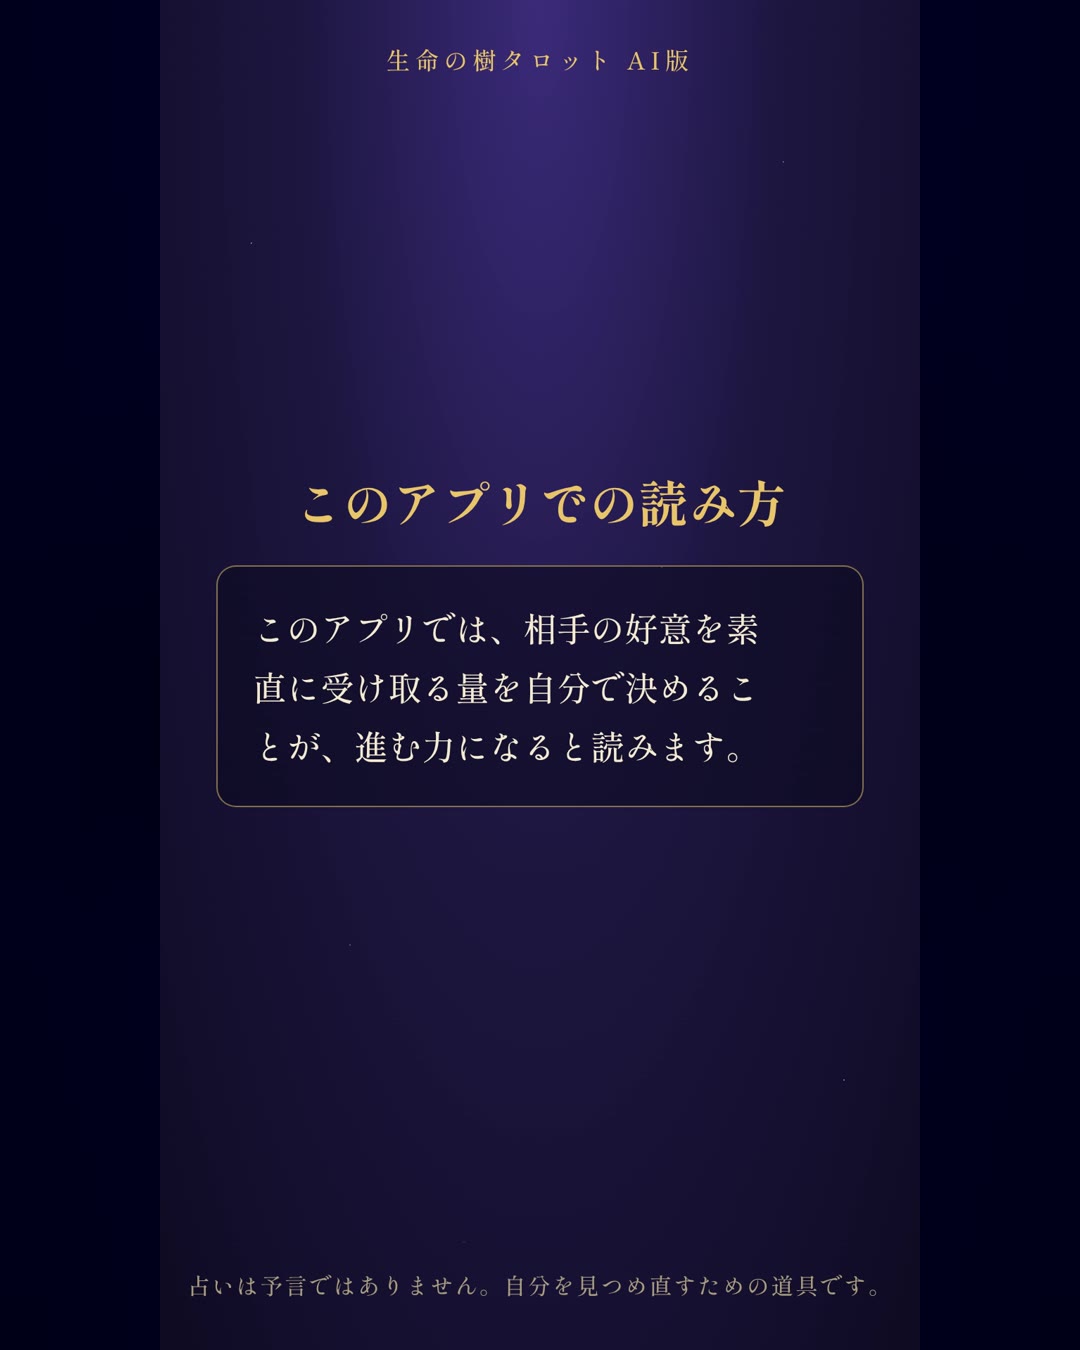 生命の樹タロット AI版
このアプリでの読み方
このアプリでは、相手の好意を素
直に受け取る量を自分で決めるこ
とが、進む力になると読みます。
占いは予言ではありません。自分を見つめ直すための道具です。